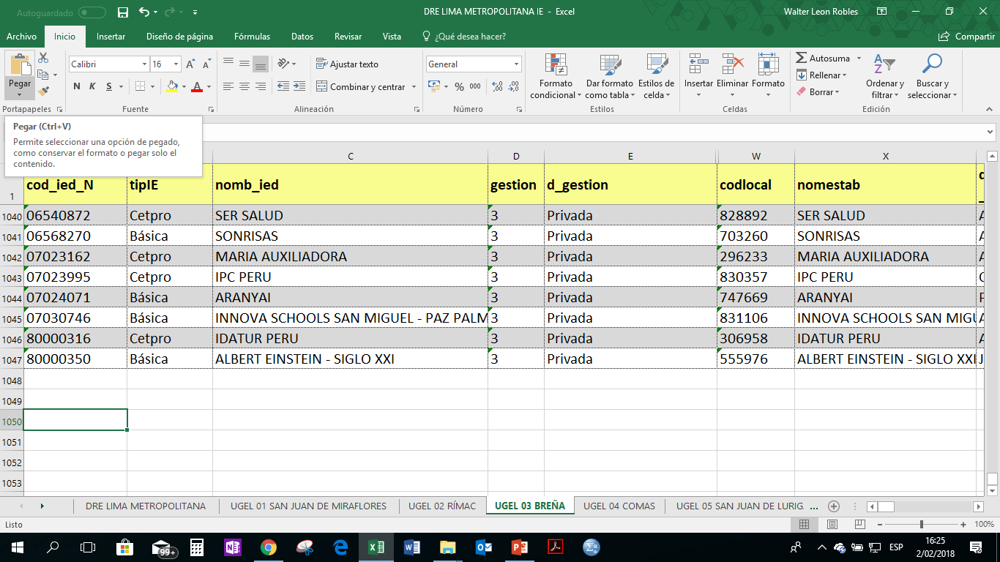 Autoguardado
DRE LIMA METROPOLITANA IE - Excel
Walter Leon Robles
Archivo Inicio Insertar Diseño de página Fórmulas Datos Revisar Vista ¿Qué desea hacer? Compartir
Pegar
Calibri 16
N K S
Ajustar texto
Combinar y centrar
General
% 000
Formato condicional
Dar formato como tabla
Estilos de celda
Insertar Eliminar Formato
Autosuma
Rellenar
Borrar
Ordenar y filtrar
Buscar y seleccionar
Portapapeles Fuente Alineación Número Estilos Celdas Edición
Pegar (Ctrl+V)
Permite seleccionar una opción de pegado,
como conservar el formato o pegar solo el
contenido.
C D E W X
1 cod_ied_N tipIE nomb_ied gestion d_gestion codlocal nomestab d
1040 06540872 Cetpro SER SALUD 3 Privada 828892 SER SALUD A
1041 06568270 Básica SONRISAS 3 Privada 703260 SONRISAS A
1042 07023162 Cetpro MARIA AUXILIADORA 3 Privada 296233 MARIA AUXILIADORA A
1043 07023995 Cetpro IPC PERU 3 Privada 830357 IPC PERU
1044 07024071 Básica ARANYAI 3 Privada 747669 ARANYAI
1045 07030746 Básica INNOVA SCHOOLS SAN MIGUEL - PAZ PALM 3 Privada 831106 INNOVA SCHOOLS SAN MIGU A
1046 80000316 Cetpro IDATUR PERU 3 Privada 306958 IDATUR PERU A
1047 80000350 Básica ALBERT EINSTEIN - SIGLO XXI 3 Privada 555976 ALBERT EINSTEIN - SIGLO XXI J
1048
1049
1050
1051
1052
1053
DRE LIMA METROPOLITANA UGEL 01 SAN JUAN DE MIRAFLORES UGEL 02 RÍMAC UGEL 03 BREÑA UGEL 04 COMAS UGEL 05 SAN JUAN DE LURIG. ...
Listo
100%
99+
ESP
16:25
2/02/2018